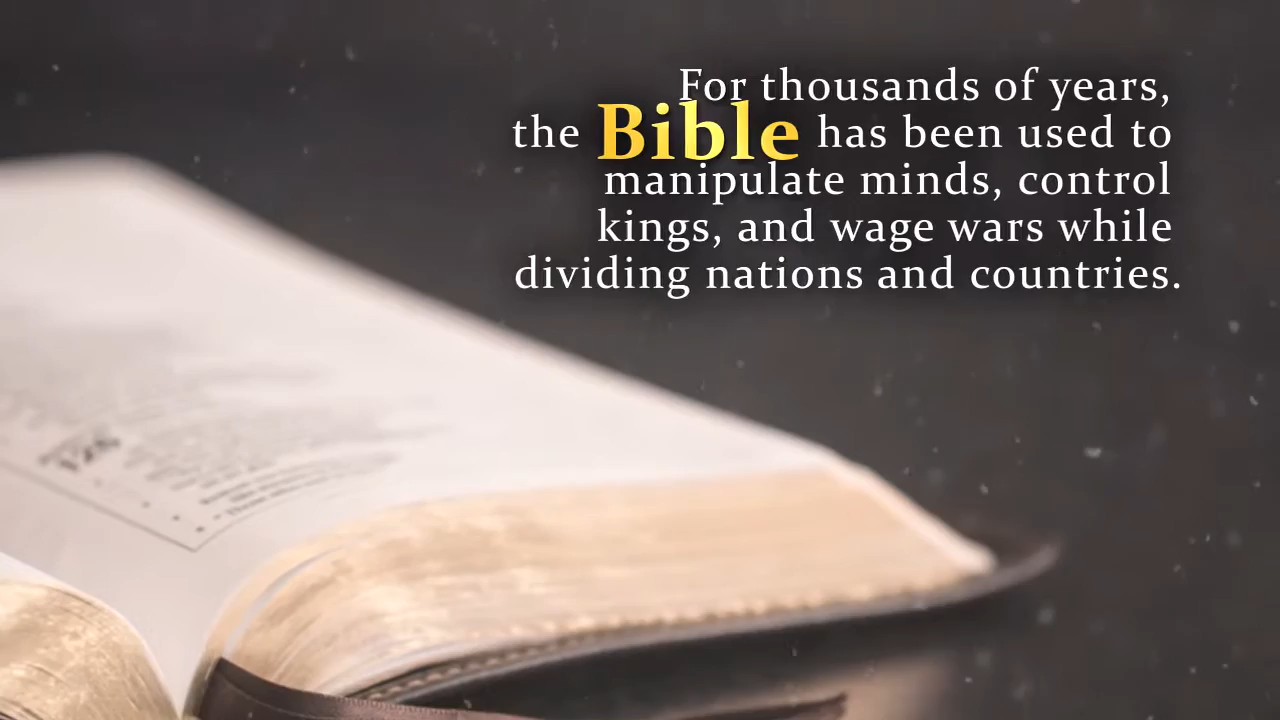 For thousands of years,
the Bible has been used to
manipulate minds, control
kings, and wage wars while
dividing nations and countries.